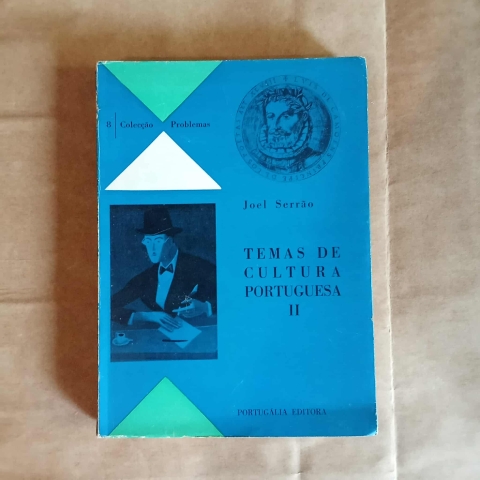 8 Colecção Problemas
Joel Serrão
TEMAS DE
CULTURA
PORTUGUESA
II
PORTUGÁLIA EDITORA